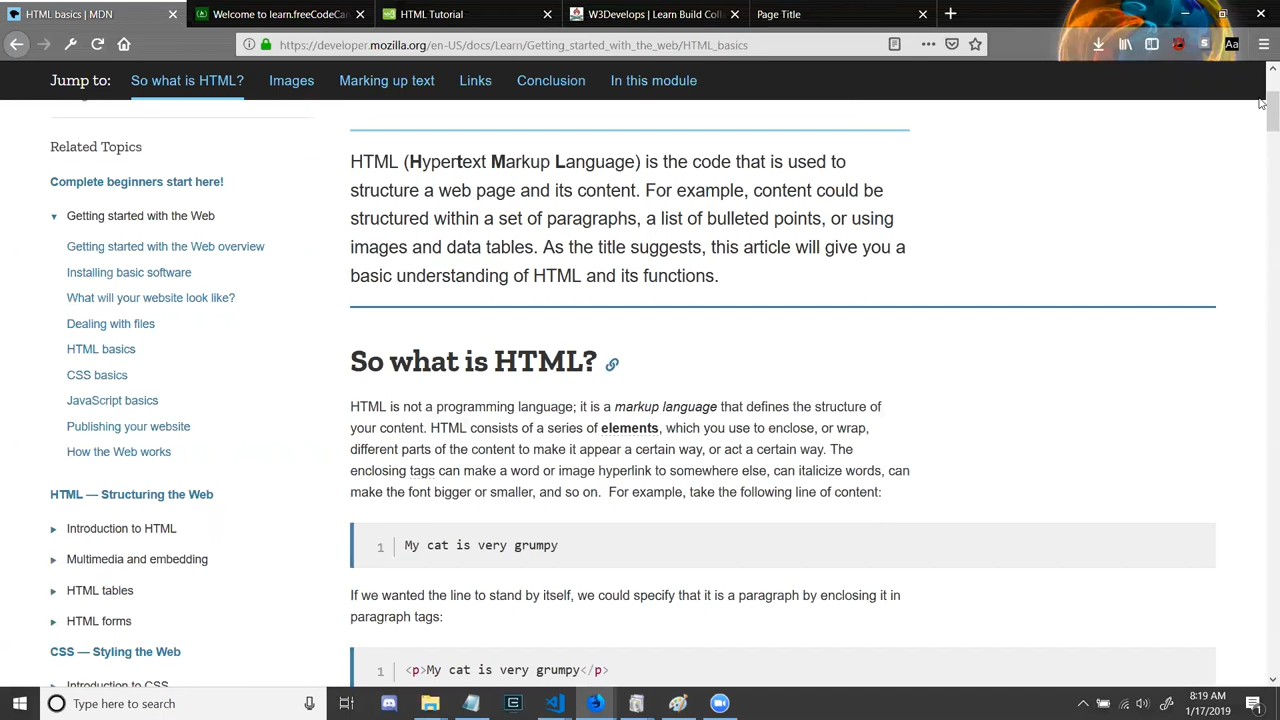 HTML basics | MDN
Welcome to learn.freeCodeCan
HTML Tutorial
W3Develops | Learn Build Coll
Page Title
https://developer.mozilla.org/en-US/docs/Learn/Getting_started_with_the_web/HTML_basics
Aa
Jump to: So what is HTML? Images Marking up text Links Conclusion In this module
Related Topics
Complete beginners start here!
Getting started with the Web
Getting started with the Web overview
Installing basic software
What will your website look like?
Dealing with files
HTML basics
CSS basics
JavaScript basics
Publishing your website
How the Web works
HTML — Structuring the Web
Introduction to HTML
Multimedia and embedding
HTML tables
HTML forms
CSS — Styling the Web
Introduction to CSS
HTML (Hypertext Markup Language) is the code that is used to
structure a web page and its content. For example, content could be
structured within a set of paragraphs, a list of bulleted points, or using
images and data tables. As the title suggests, this article will give you a
basic understanding of HTML and its functions.
So what is HTML?
HTML is not a programming language; it is a markup language that defines the structure of
your content. HTML consists of a series of elements, which you use to enclose, or wrap,
different parts of the content to make it appear a certain way, or act a certain way. The
enclosing tags can make a word or image hyperlink to somewhere else, can italicize words, can
make the font bigger or smaller, and so on. For example, take the following line of content:
1 My cat is very grumpy
If we wanted the line to stand by itself, we could specify that it is a paragraph by enclosing it in
paragraph tags:
1 <p>My cat is very grumpy</p>
Type here to search
8:19 AM
1/17/2019